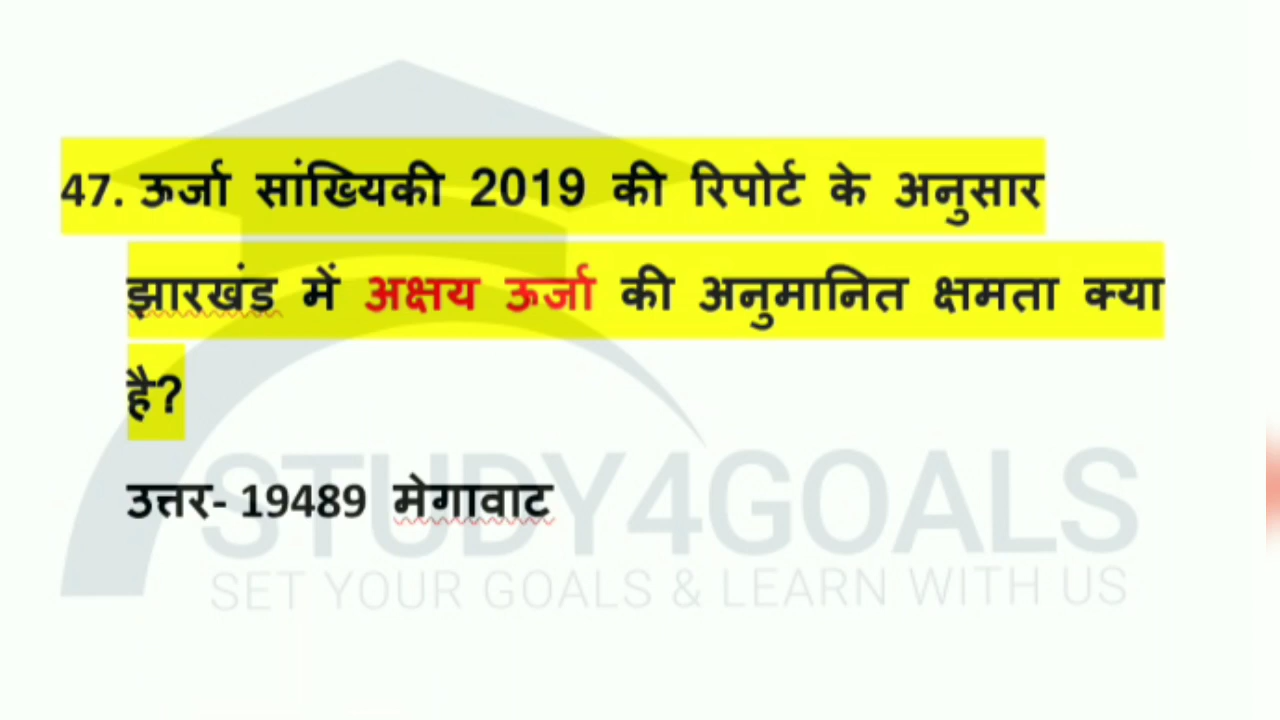 47. ऊर्जा सांख्यिकी 2019 की रिपोर्ट के अनुसार
झारखंड में अक्षय ऊर्जा की अनुमानित क्षमता क्या
है?
उत्तर- 19489 मेगावाट
STUDY4GOALS
SET YOUR GOALS & LEARN WITH US